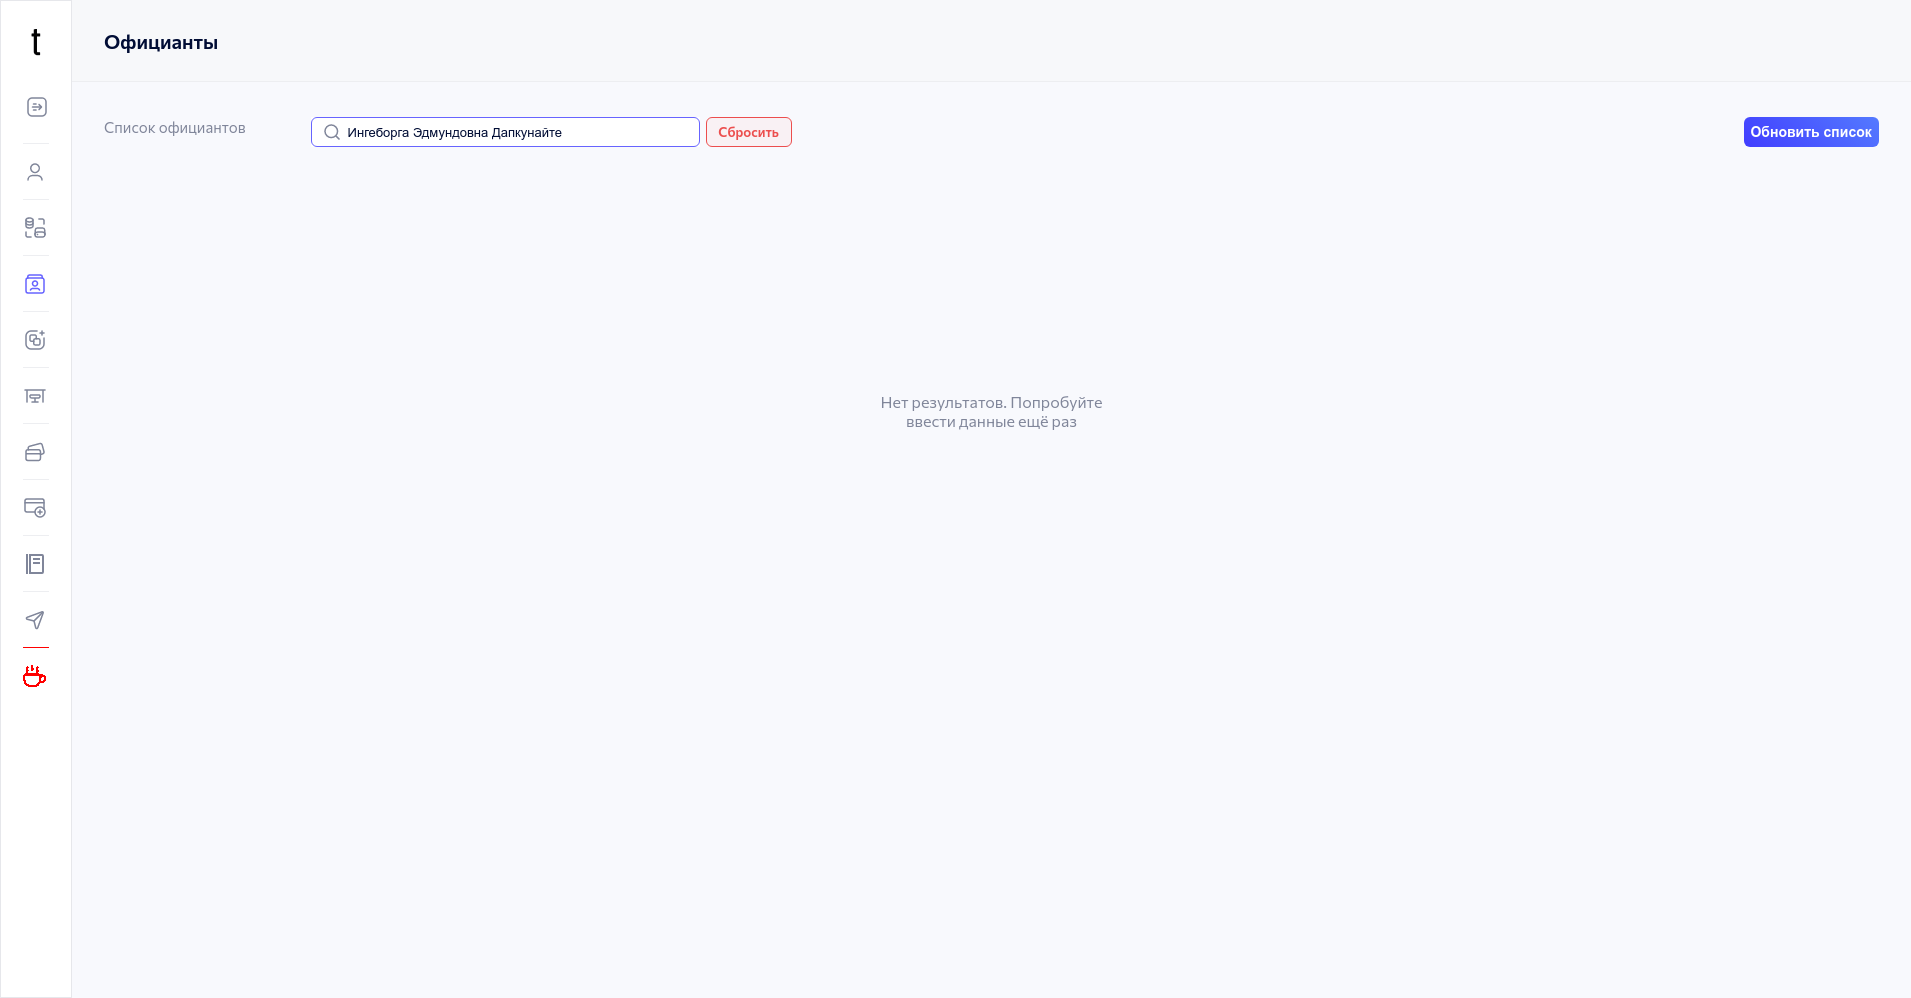 t
Официанты
Список официантов
Ингеборга Эдмундовна Дапкунайте
Сбросить
Обновить список
Нет результатов. Попробуйте
ввести данные ещё раз